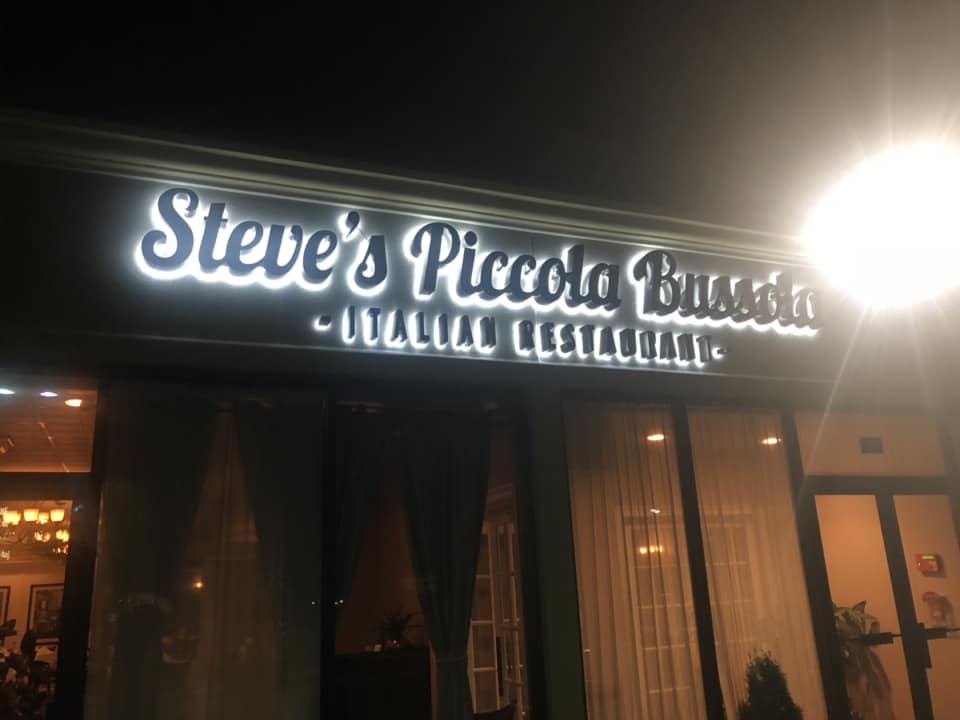 Steve's Piccola Bussola
- ITALIAN RESTAURANT -